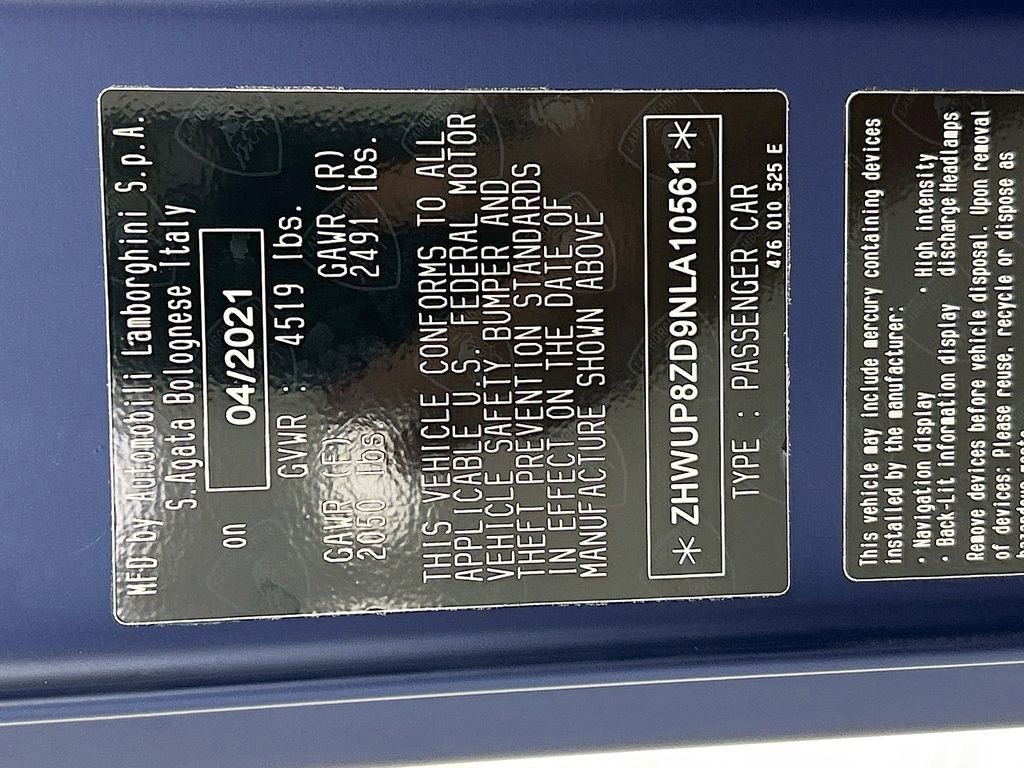 MFD by Automobili Lamborghini S.p.A.
S. Agata Bolognese Italy
on 04/2021
GVWR : 4519 lbs.
GAWR (F) GAWR (R)
2050 lbs 2491 lbs.
THIS VEHICLE CONFORMS TO ALL
APPLICABLE U.S. FEDERAL MOTOR
VEHICLE SAFETY BUMPER AND
THEFT PREVENTION STANDARDS
IN EFFECT ON THE DATE OF
MANUFACTURE SHOWN ABOVE
* ZHWUP8ZD9NLA10561 *
TYPE : PASSENGER CAR
476 010 525 E
This vehicle may include mercury containing devices
installed by the manufacturer:
• Navigation display • High intensity
• Back-Lit information display discharge Headlamps
Remove devices before vehicle disposal. Upon removal
of devices: Please reuse, recycle or dispose as